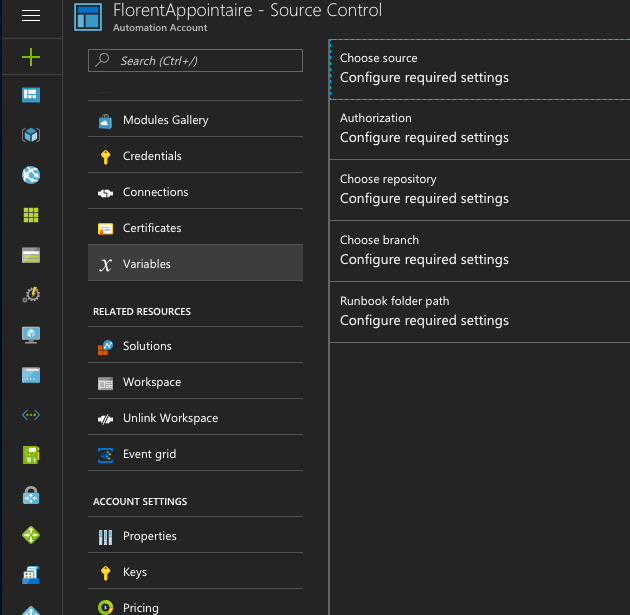 FlorentAppointaire - Source Control
Automation Account
Search (Ctrl+/)
Modules Gallery
Credentials
Connections
Certificates
Variables
RELATED RESOURCES
Solutions
Workspace
Unlink Workspace
Event grid
ACCOUNT SETTINGS
Properties
Keys
Pricing
Choose source
Configure required settings
Authorization
Configure required settings
Choose repository
Configure required settings
Choose branch
Configure required settings
Runbook folder path
Configure required settings